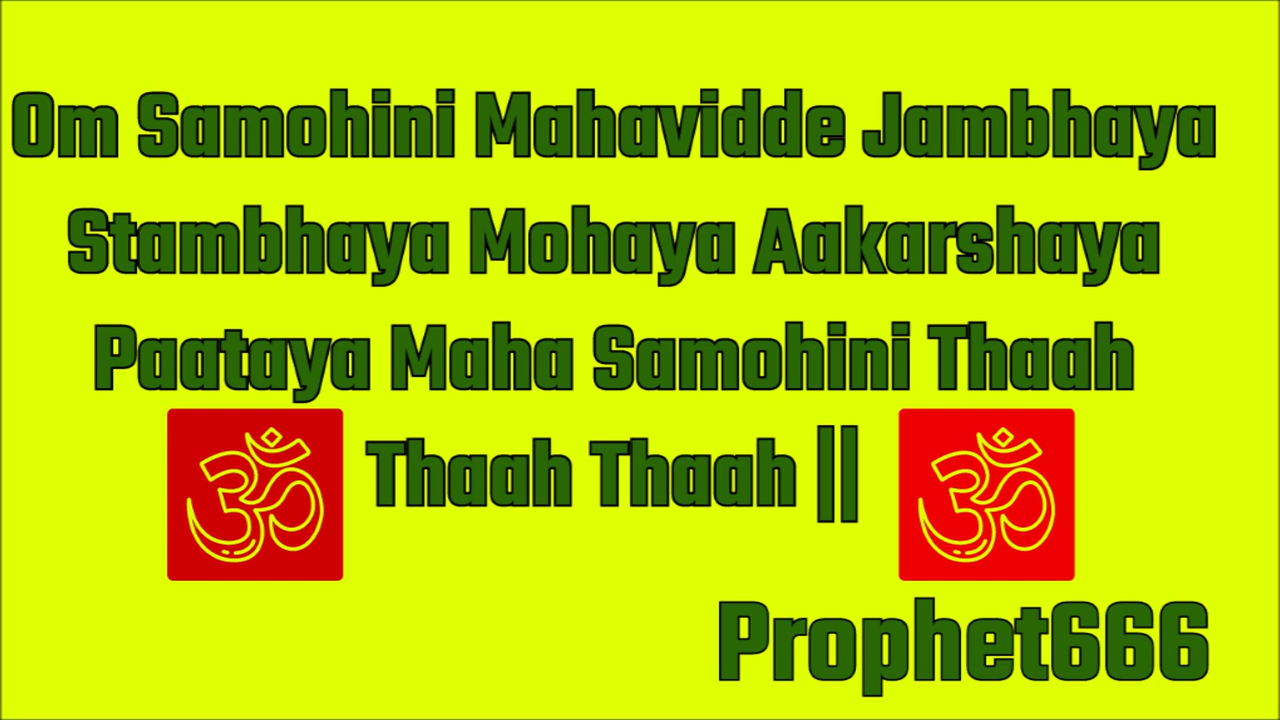 Om Samohini Mahavidde Jambhaya
Stambhaya Mohaya Aakarshaya
Paataya Maha Samohini Thaah
ॐ Thaah Thaah || ॐ
Prophet666